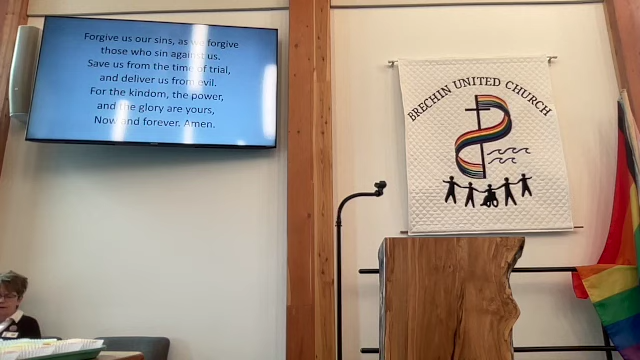 Forgive us our sins, as we forgive
those who sin against us.
Save us from the time of trial,
and deliver us from evil.
For the kindom, the power,
and the glory are yours,
Now and forever. Amen.
BRECHIN UNITED CHURCH